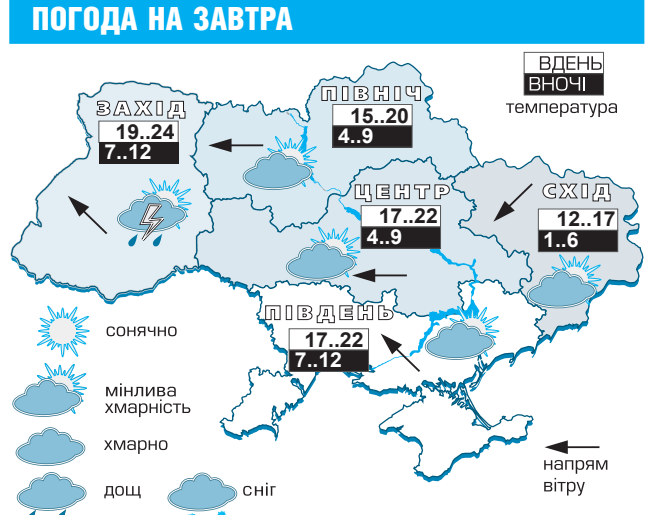 ПОГОДА НА ЗАВТРА
ВДЕНЬ
ВНОЧІ
температура
ЗАХІД
19..24
7..12
ПІВНІЧ
15..20
4..9
ЦЕНТР
17..22
4..9
СХІД
12..17
1..6
ПІВДЕНЬ
17..22
7..12
сонячно
мінлива
хмарність
хмарно
дощ
сніг
напрям
вітру